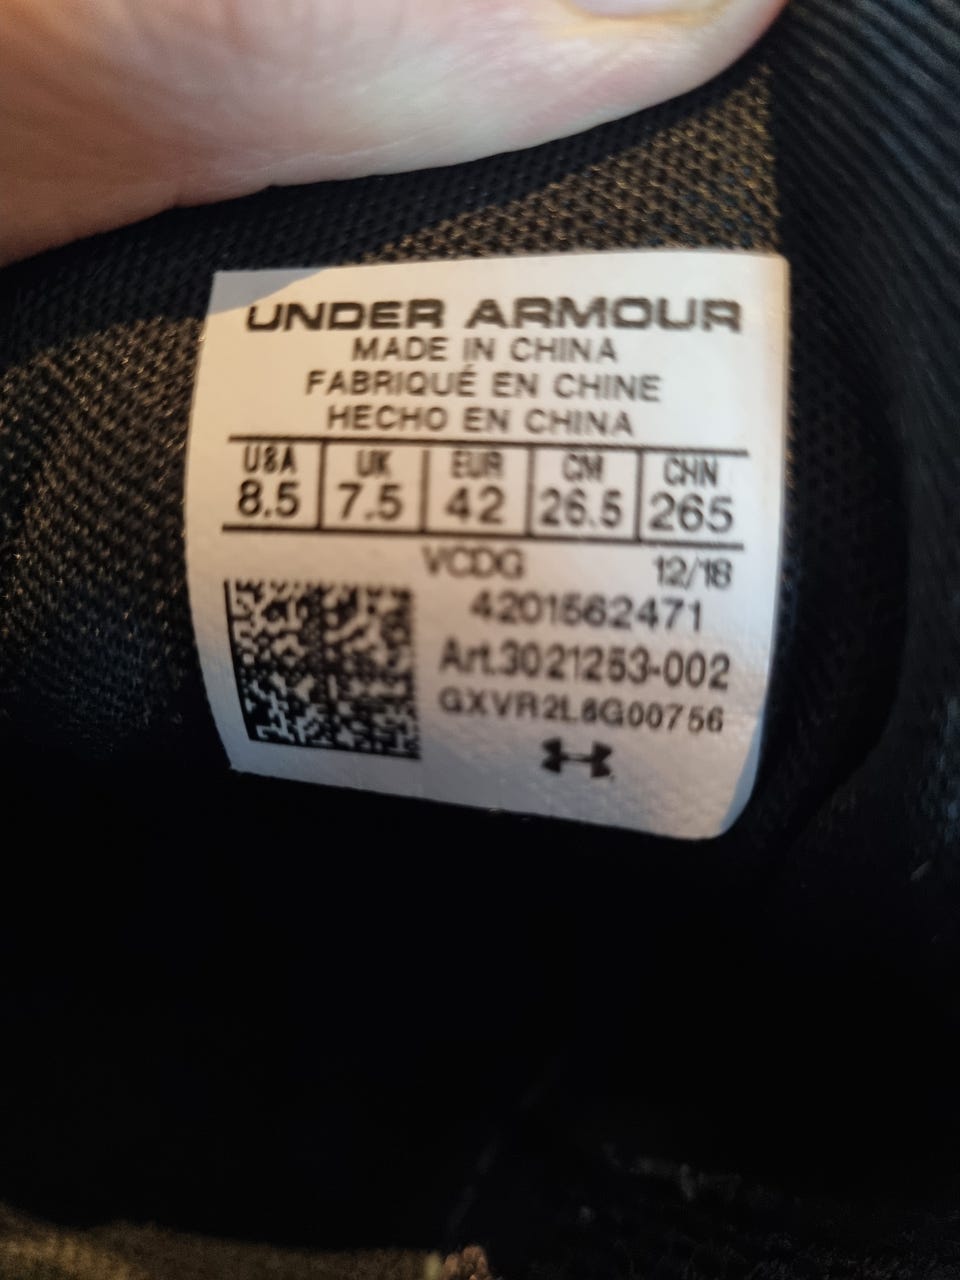 UNDER ARMOUR
MADE IN CHINA
FABRIQUÉ EN CHINE
HECHO EN CHINA
USA UK EUR CM CHN
8.5 7.5 42 26.5 265
VCDG 12/18
4201562471
Art.3021253-002
GXVR2L8G00756